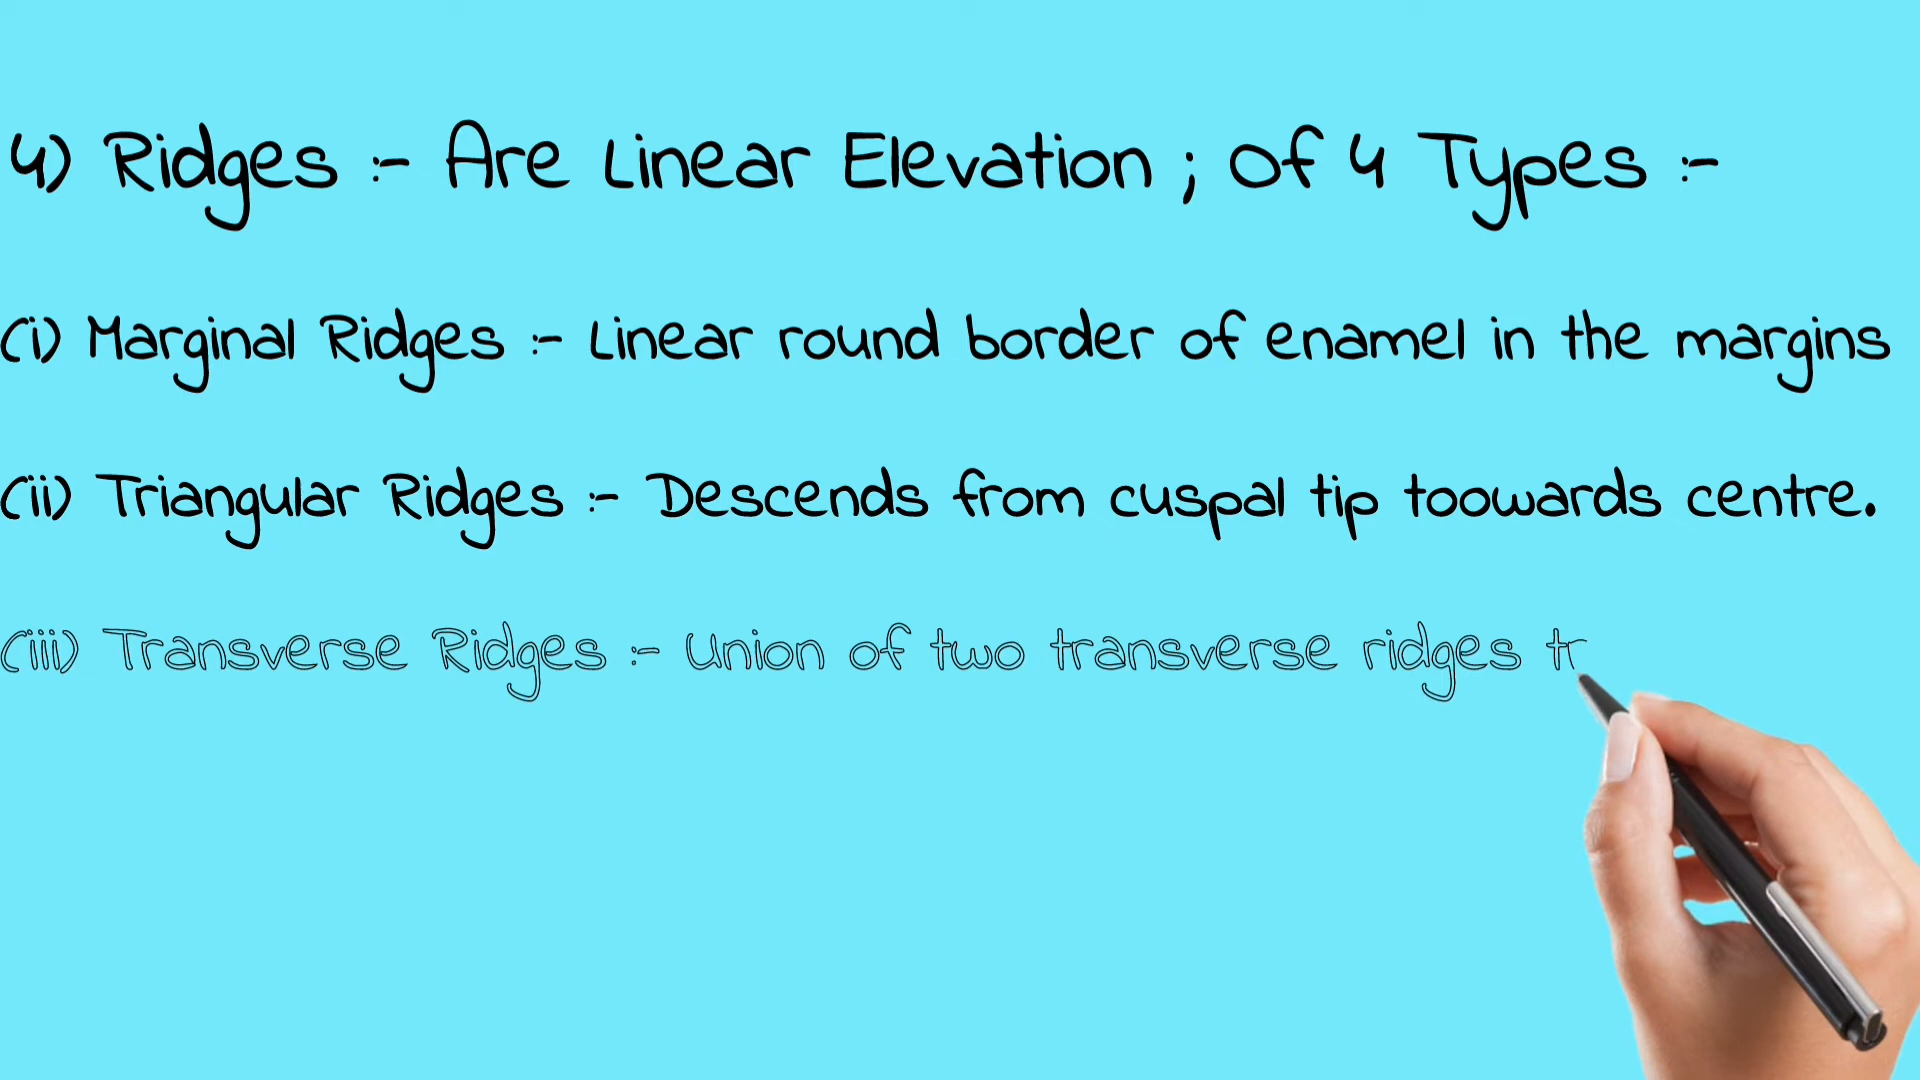 4) Ridges :- Are Linear Elevation ; Of 4 Types :-
(i) Marginal Ridges :- Linear round border of enamel in the margins
(ii) Triangular Ridges :- Descends from cuspal tip toowards centre.
(iii) Transverse Ridges :- Union of two transverse ridges tr